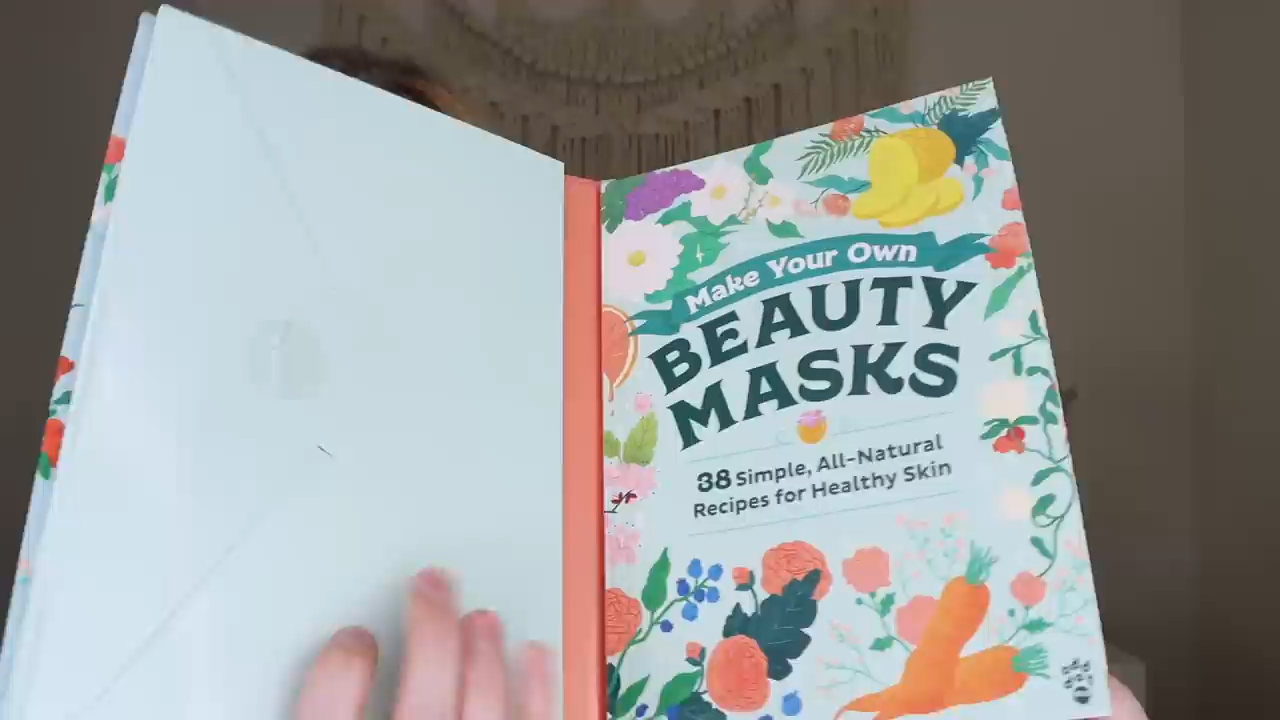 Make Your Own
BEAUTY
MASKS
38 Simple, All-Natural
Recipes for Healthy Skin